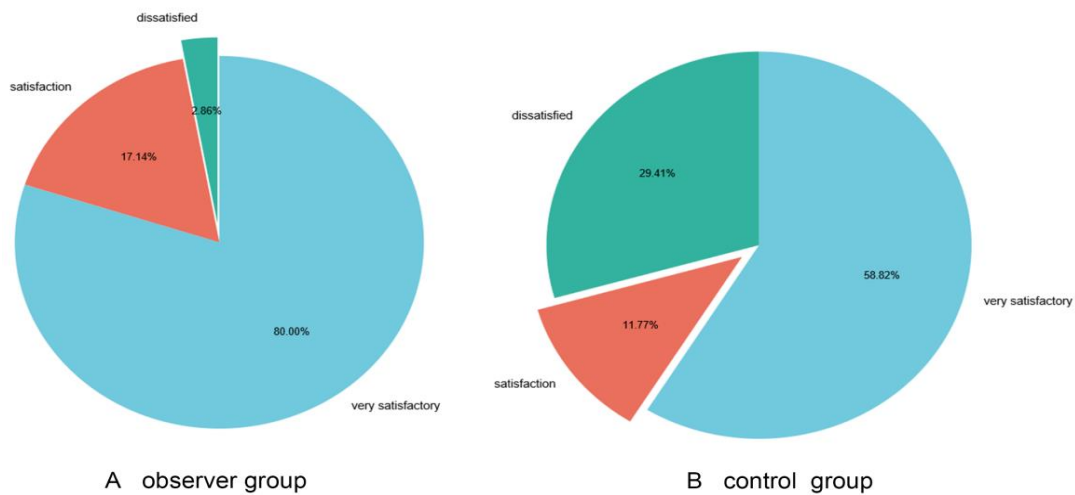 dissatisfied
satisfaction
2.86%
17.14%
80.00%
very satisfactory
A observer group
dissatisfied
29.41%
58.82%
very satisfactory
11.77%
satisfaction
B control group